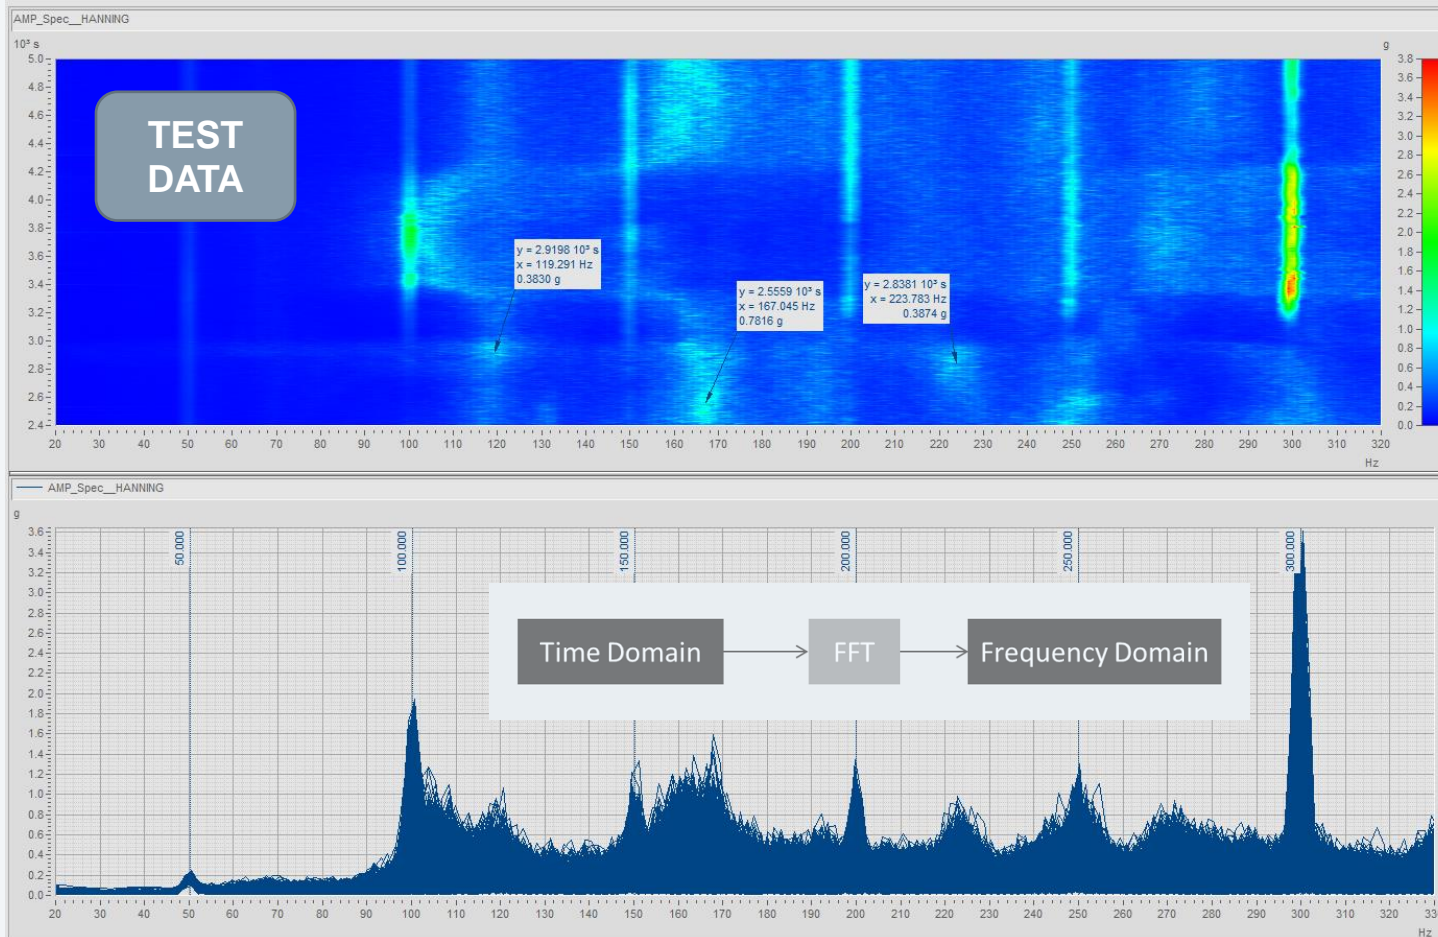 AMP_Spec__HANNING
10³ s
g
5.0
4.8
4.6
4.4
4.2
4.0
3.8
3.6
3.4
3.2
3.0
2.8
2.6
2.4
TEST
DATA
y = 2.9198 10³ s
x = 119.291 Hz
0.3830 g
y = 2.5559 10³ s
x = 167.045 Hz
0.7816 g
y = 2.8381 10³ s
x = 223.783 Hz
0.3874 g
3.8
3.6
3.4
3.2
3.0
2.8
2.6
2.4
2.2
2.0
1.8
1.6
1.4
1.2
1.0
0.8
0.6
0.4
0.2
0.0
20 30 40 50 60 70 80 90 100 110 120 130 140 150 160 170 180 190 200 210 220 230 240 250 260 270 280 290 300 310 320
Hz
AMP_Spec__HANNING
g
3.6
3.4
3.2
3.0
2.8
2.6
2.4
2.2
2.0
1.8
1.6
1.4
1.2
1.0
0.8
0.6
0.4
0.2
0.0
50.000
100.000
150.000
200.000
250.000
300.000
Time Domain
FFT
Frequency Domain
20 30 40 50 60 70 80 90 100 110 120 130 140 150 160 170 180 190 200 210 220 230 240 250 260 270 280 290 300 310 320 33
Hz